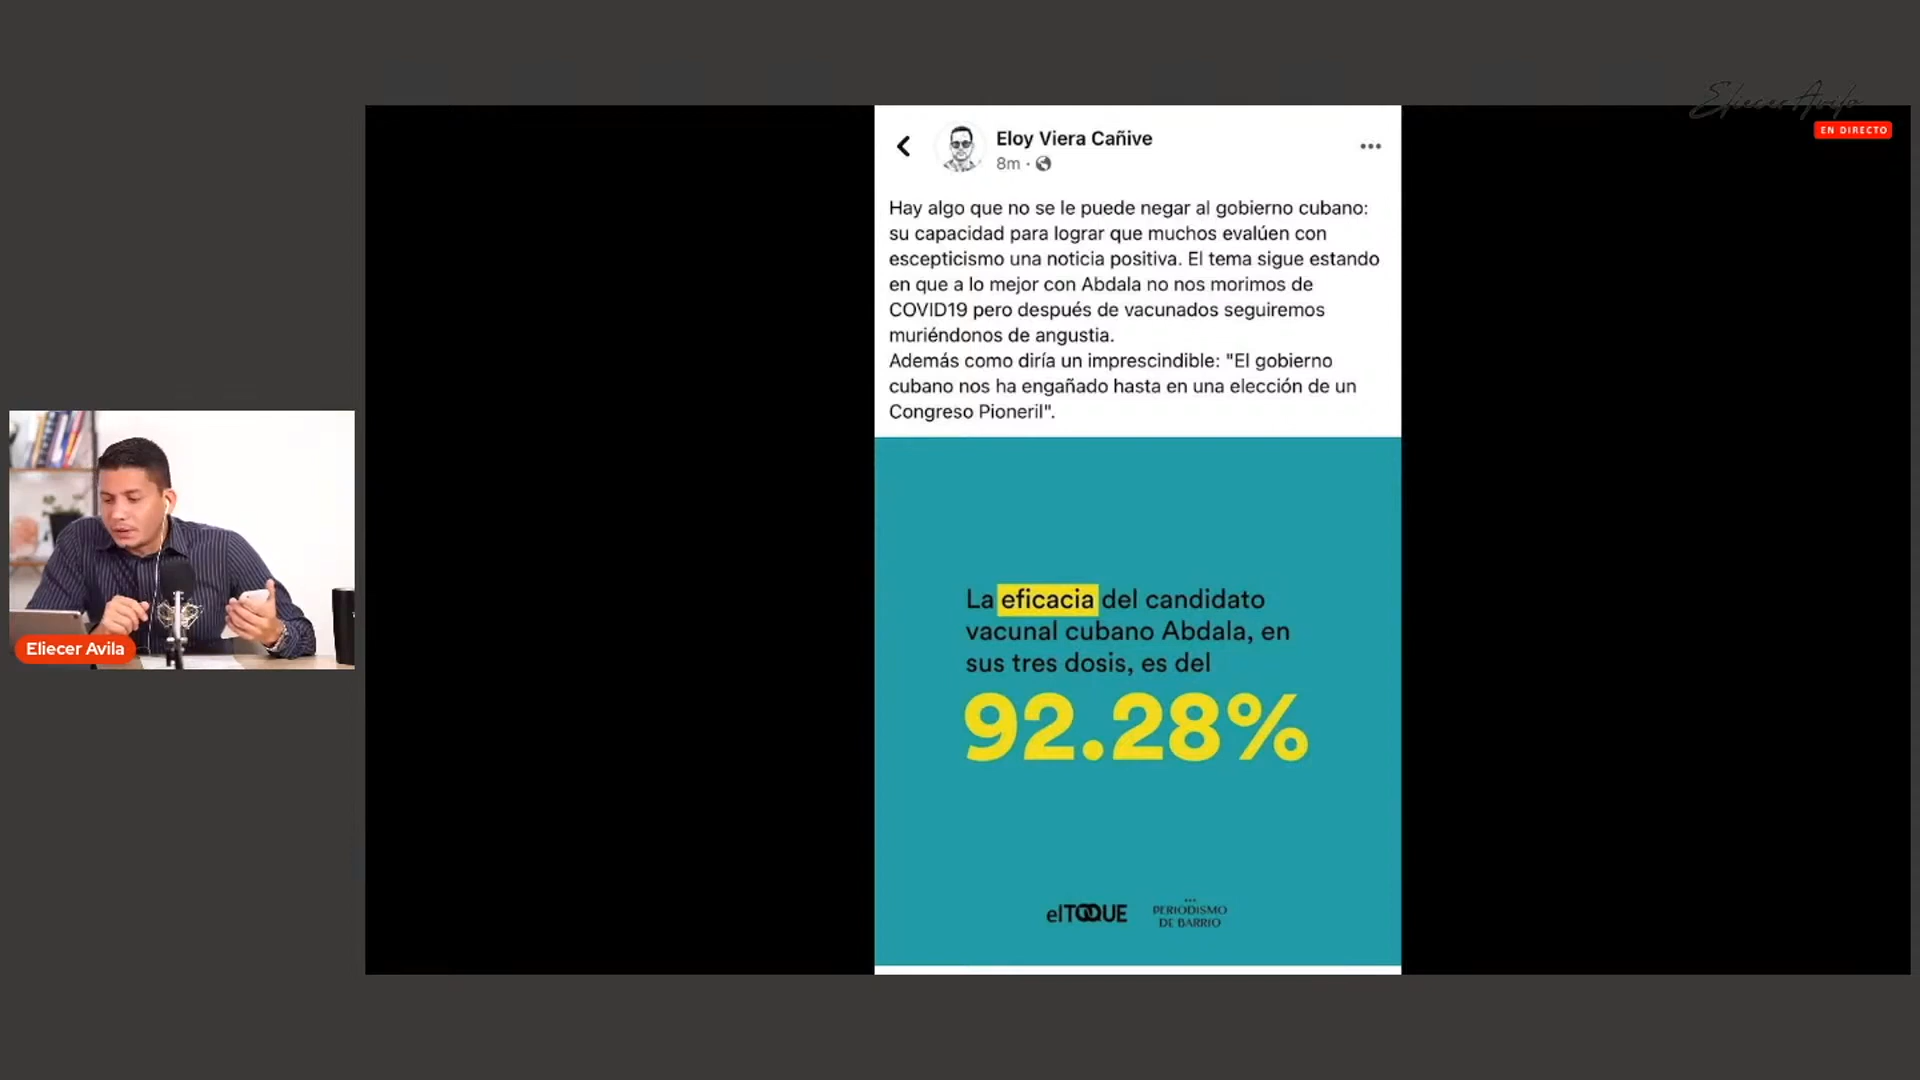 Eliecer Avila
EN DIRECTO
Eloy Viera Cañive
8m ·
Hay algo que no se le puede negar al gobierno cubano:
su capacidad para lograr que muchos evalúen con
escepticismo una noticia positiva. El tema sigue estando
en que a lo mejor con Abdala no nos morimos de
COVID19 pero después de vacunados seguiremos
muriéndonos de angustia.
Además como diría un imprescindible: "El gobierno
cubano nos ha engañado hasta en una elección de un
Congreso Pioneril".
La eficacia del candidato
vacunal cubano Abdala, en
sus tres dosis, es del
92.28%
elTOQUE
PERIODISMO
DE BARRIO
Eliecer Avila